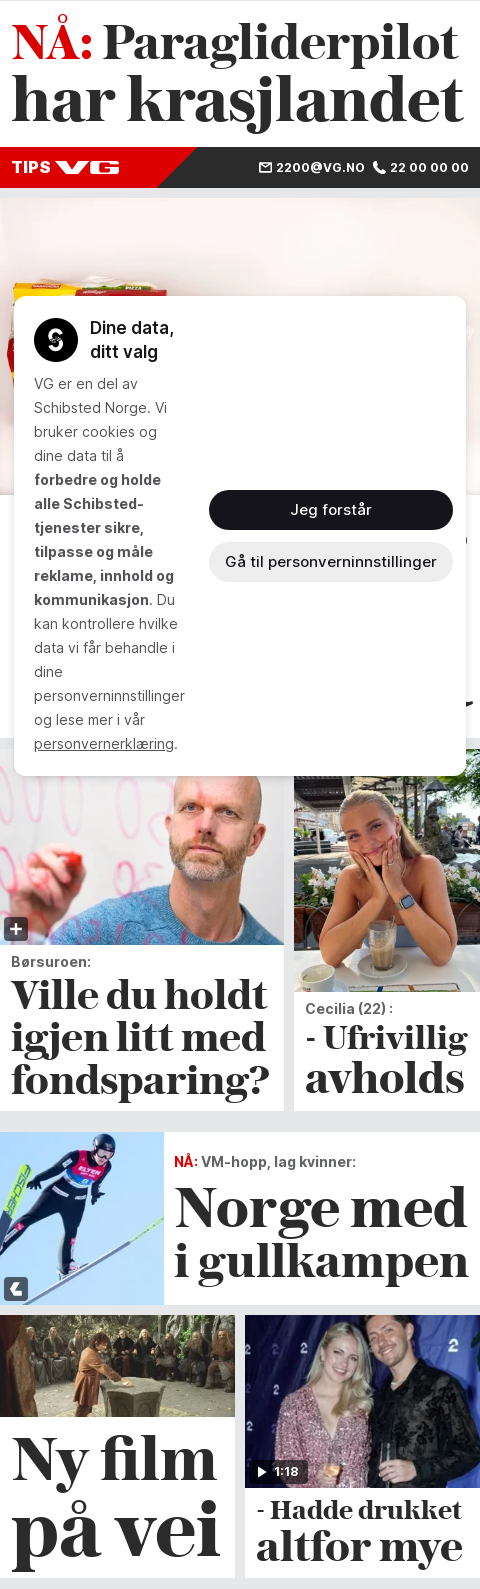 NÅ: Paragliderpilot
har krasjlandet
TIPS VG
2200@VG.NO 22 00 00 00
Dine data,
ditt valg
VG er en del av
Schibsted Norge. Vi
bruker cookies og
dine data til å
forbedre og holde
alle Schibsted-
tjenester sikre,
tilpasse og måle
reklame, innhold og
kommunikasjon. Du
kan kontrollere hvilke
data vi får behandle i
dine
personverninnstillinger
og lese mer i vår
personvernerklæring.
Jeg forstår
Gå til personverninnstillinger
Børsuroen:
Ville du holdt
igjen litt med
fondsparing?
Cecilia (22) :
- Ufrivillig
avholds
NÅ: VM-hopp, lag kvinner:
Norge med
i gullkampen
Ny film
på vei
1:18
- Hadde drukket
altfor mye